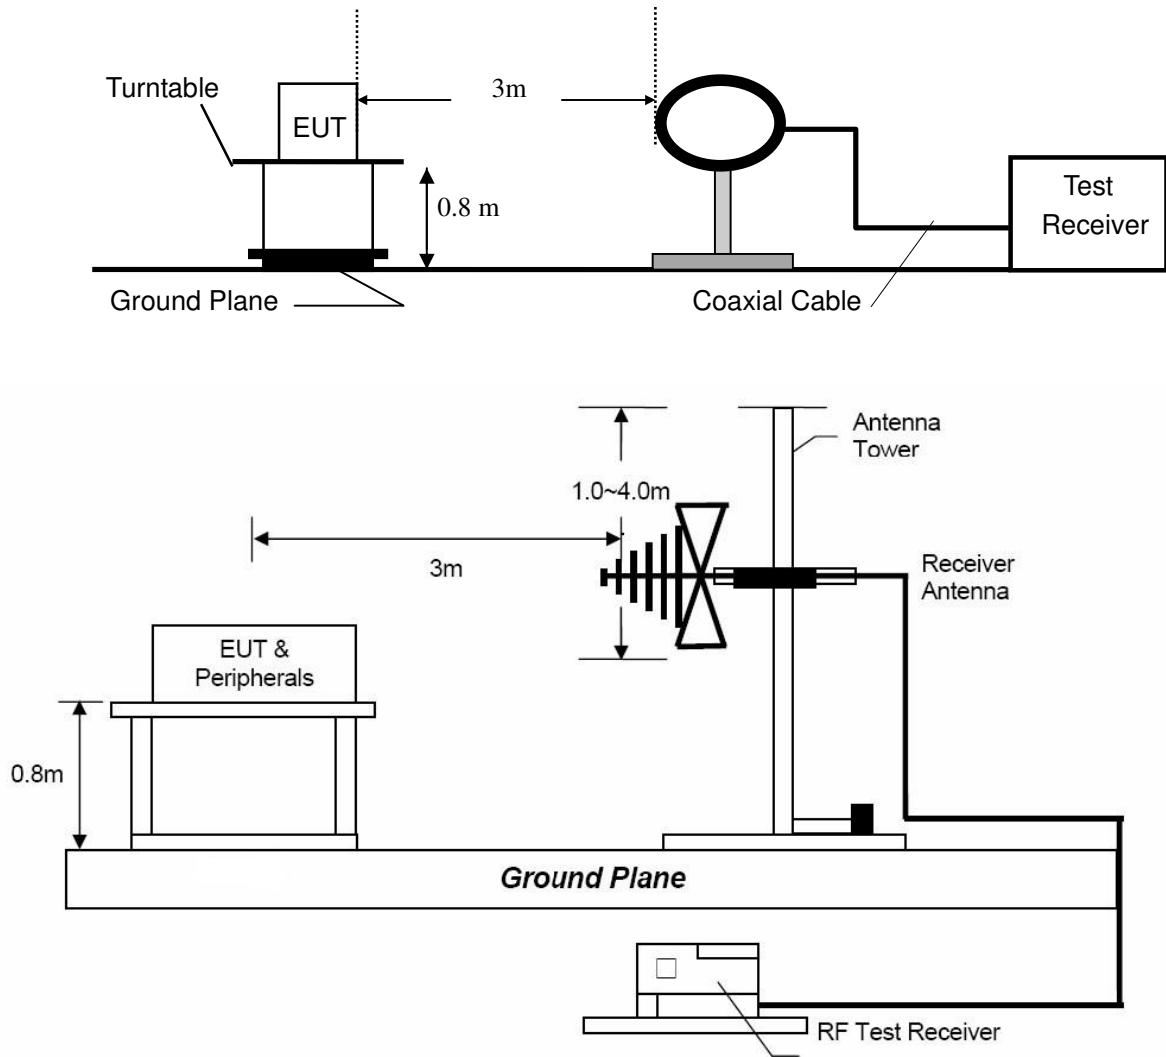 Turntable
EUT
3m
0.8 m
Test
Receiver
Ground Plane
Coaxial Cable
Antenna
Tower
1.0~4.0m
3m
Receiver
Antenna
EUT &
Peripherals
0.8m
Ground Plane
RF Test Receiver